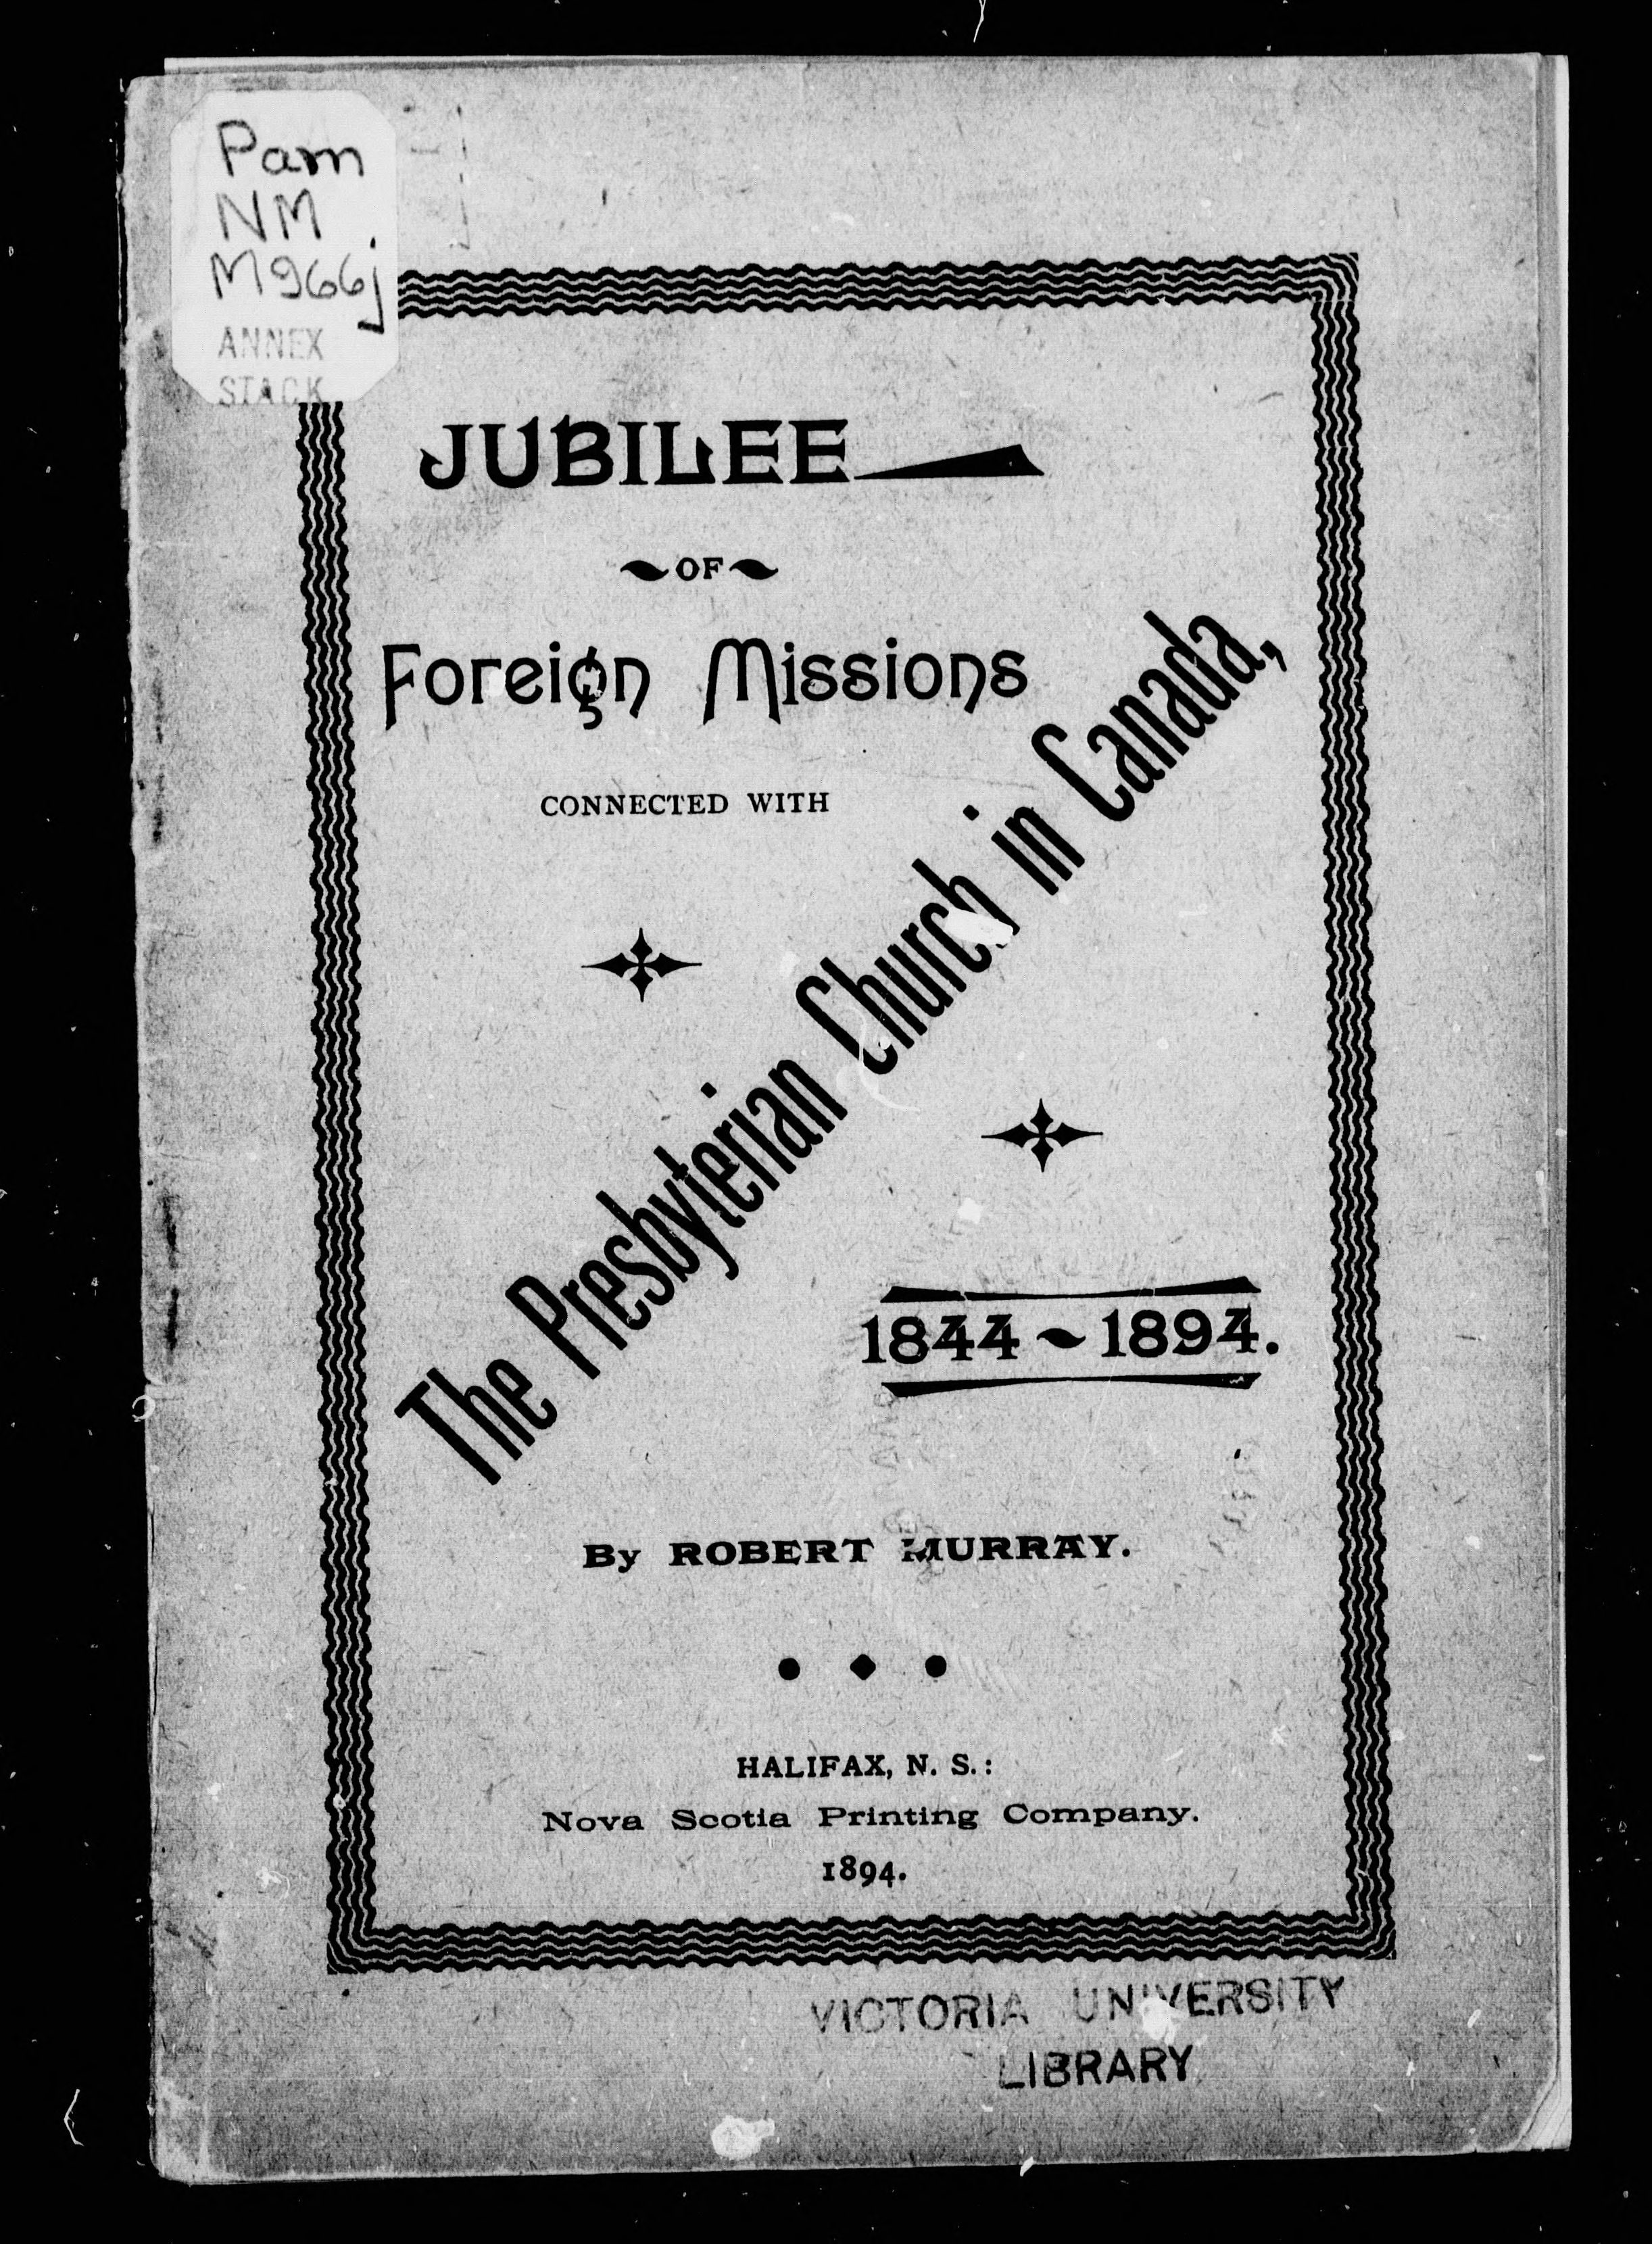 Pam
NM
M966j
ANNEX
STACK
JUBILEE
OF
Foreign Missions
CONNECTED WITH
The Presbyterian Church in Canada,
1844 ~ 1894.
By ROBERT MURRAY.
HALIFAX, N. S.:
Nova Scotia Printing Company.
1894.
VICTORIA UNIVERSITY
LIBRARY